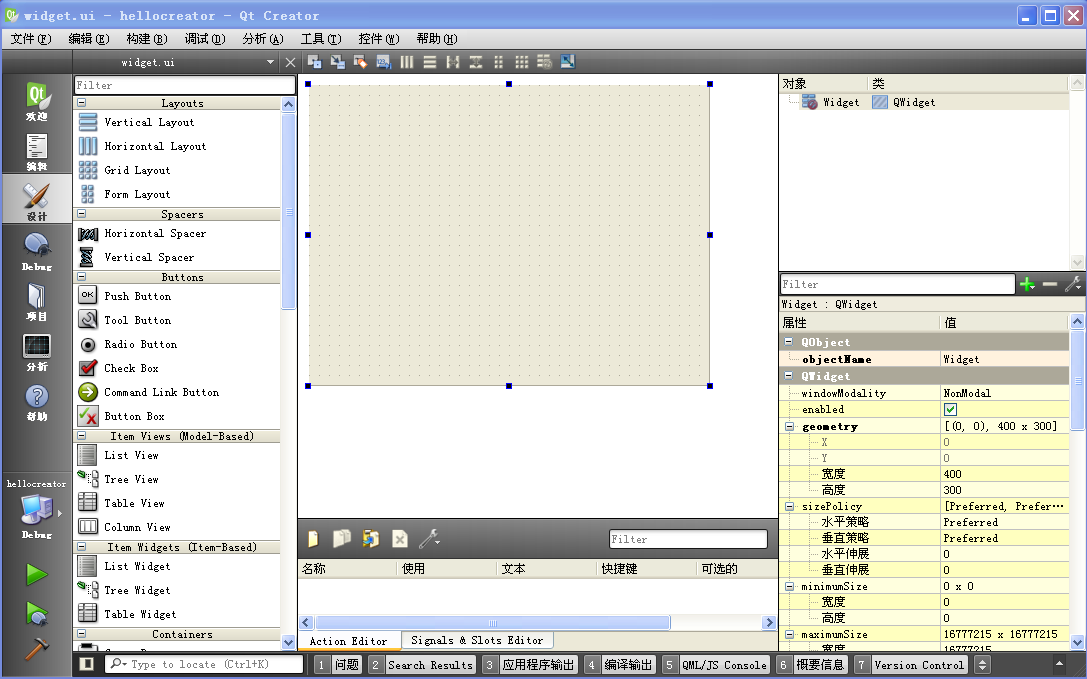 widget.ui - hellocreator - Qt Creator
文件(F) 编辑(E) 构建(B) 调试(D) 分析(A) 工具(T) 控件(W) 帮助(H)
widget.ui
Qt
欢迎
编辑
设计
Debug
项目
分析
帮助
hellocreator
Debug
Filter
Layouts
Vertical Layout
Horizontal Layout
Grid Layout
Form Layout
Spacers
Horizontal Spacer
Vertical Spacer
Buttons
OK Push Button
Tool Button
Radio Button
Check Box
Command Link Button
Button Box
Item Views (Model-Based)
List View
Tree View
Table View
Column View
Item Widgets (Item-Based)
List Widget
Tree Widget
Table Widget
Containers
Filter
名称 使用 文本 快捷键 可选的
Action Editor Signals & Slots Editor
对象 类
Widget QWidget
Filter
Widget : QWidget
属性 值
QObject
objectName Widget
QWidget
windowModality NonModal
enabled
geometry [(0, 0), 400 x 300]
X 0
Y 0
宽度 400
高度 300
sizePolicy [Preferred, Prefer...
水平策略 Preferred
垂直策略 Preferred
水平伸展 0
垂直伸展 0
minimumSize 0 x 0
宽度 0
高度 0
maximumSize 16777215 x 16777215
宽度 16777215
Type to locate (Ctrl+K) 1 问题 2 Search Results 3 应用程序输出 4 编译输出 5 QML/JS Console 6 概要信息 7 Version Control